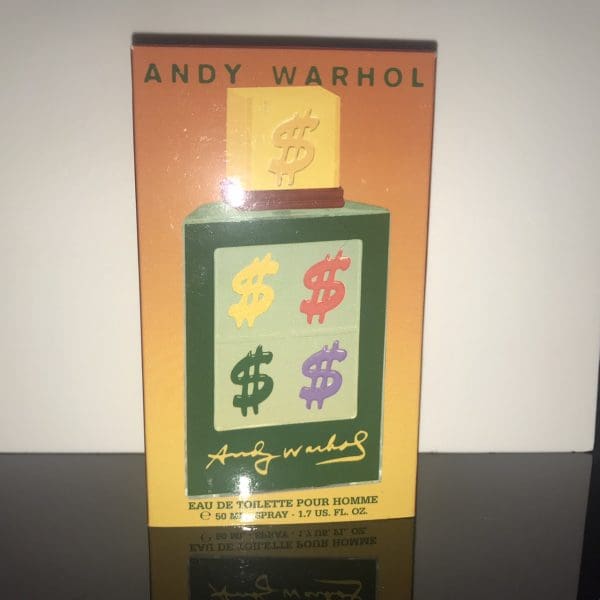 ANDY WARHOL
$
$ $
$ $
Andy Warhol
EAU DE TOILETTE POUR HOMME
℮ 50 ML SPRAY - 1.7 US. FL. OZ.